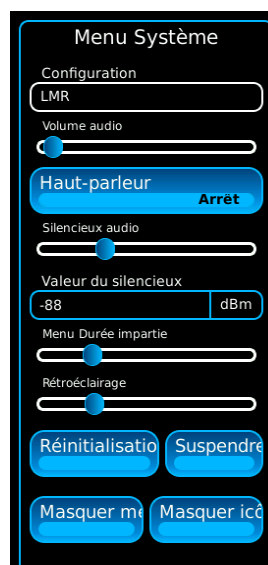 Menu Système
Configuration
LMR
Volume audio
Haut-parleur
Arrêt
Silencieux audio
Valeur du silencieux
-88 dBm
Menu Durée impartie
Rétroéclairage
Réinitialisatio Suspendre
Masquer me Masquer icô